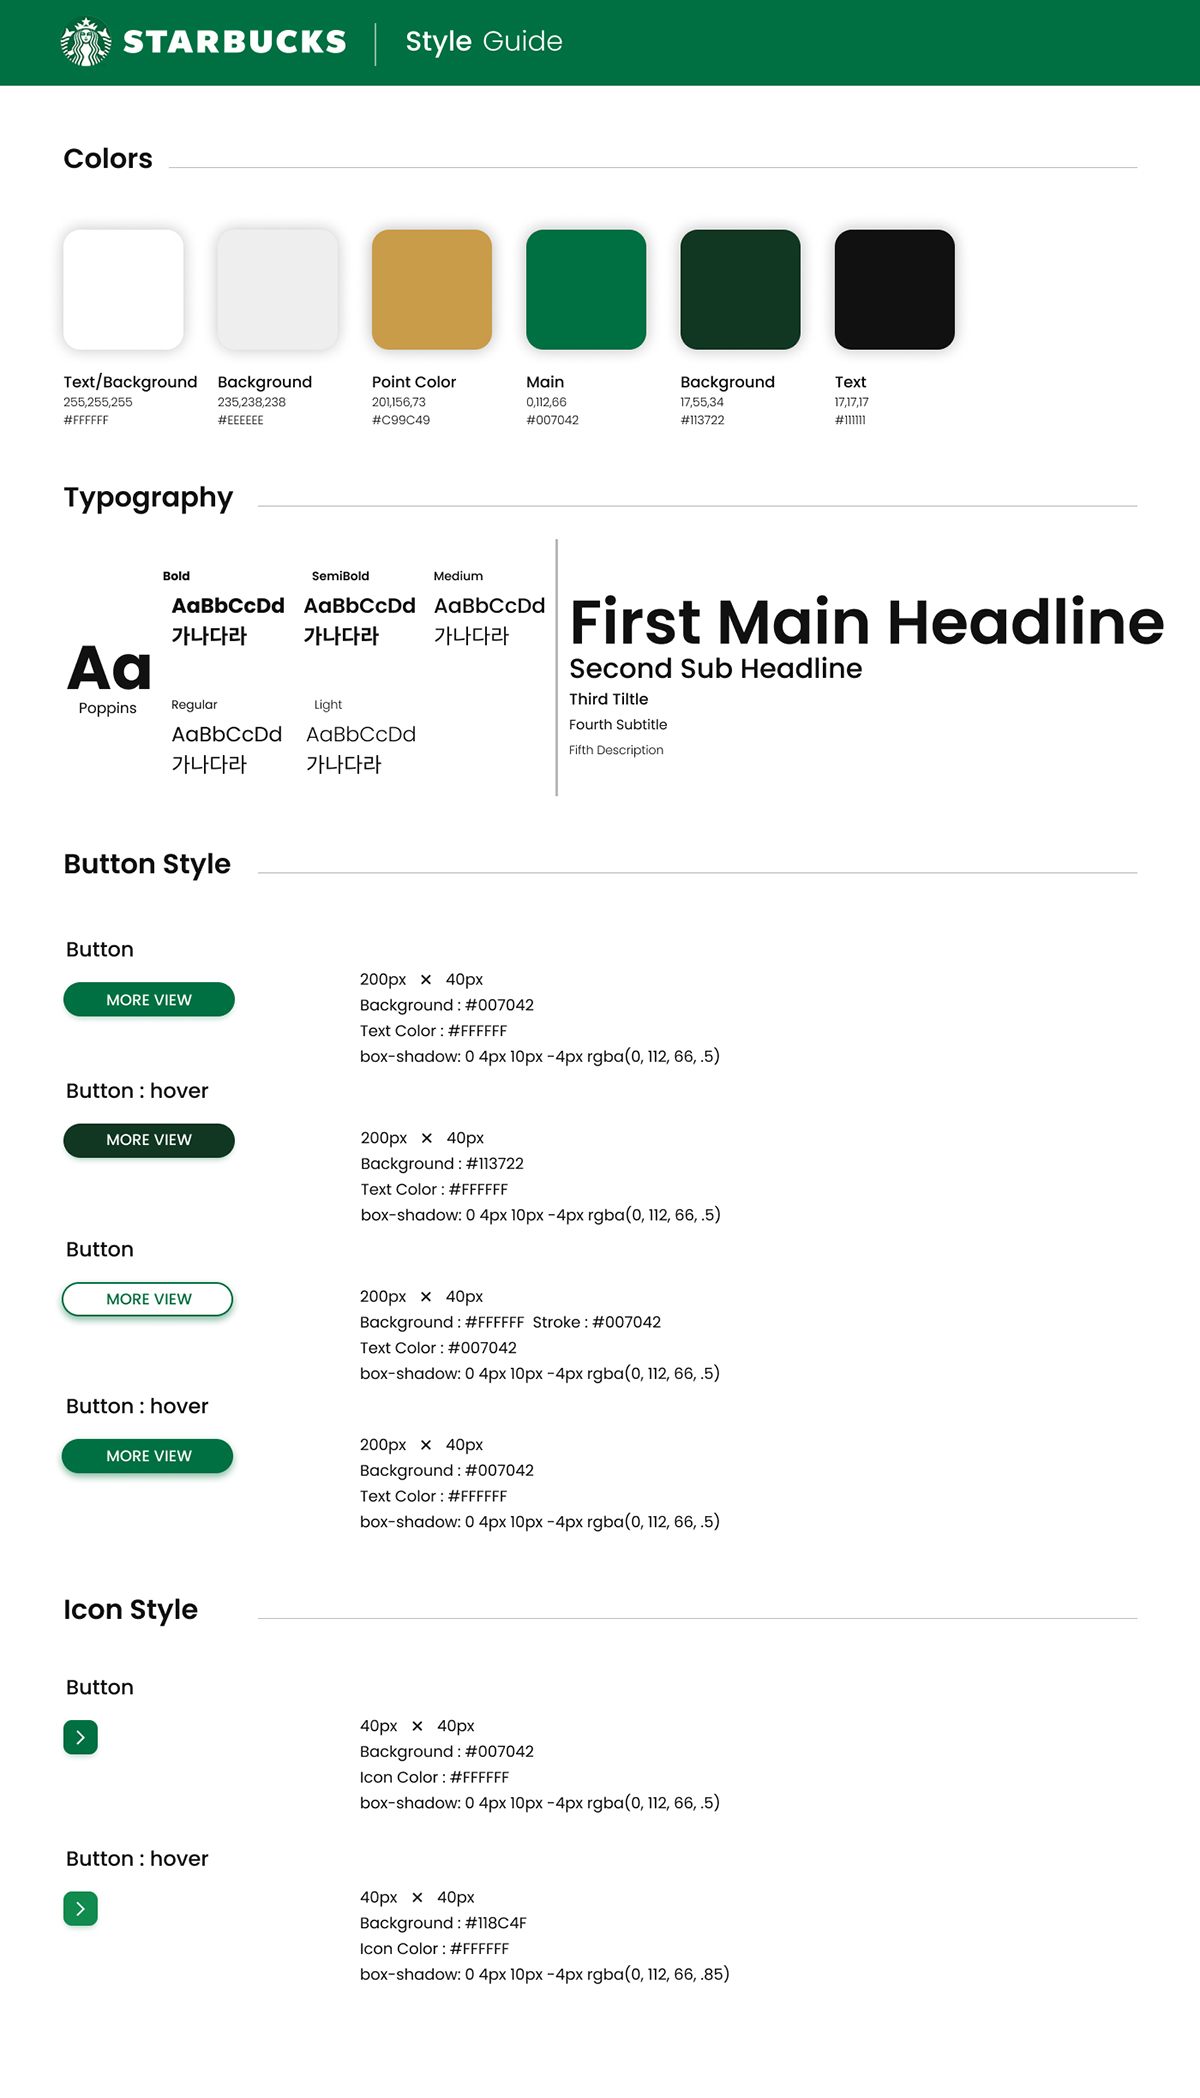 STARBUCKS Style Guide
Colors
Text/Background
255,255,255
#FFFFFF
Background
235,238,238
#EEEEEE
Point Color
201,156,73
#C99C49
Main
0,112,66
#007042
Background
17,55,34
#113722
Text
17,17,17
#111111
Typography
Aa
Poppins
Bold
AaBbCcDd
가나다라
SemiBold
AaBbCcDd
가나다라
Medium
AaBbCcDd
가나다라
Regular
AaBbCcDd
가나다라
Light
AaBbCcDd
가나다라
First Main Headline
Second Sub Headline
Third Tiltle
Fourth Subtitle
Fifth Description
Button Style
Button
MORE VIEW
200px × 40px
Background : #007042
Text Color : #FFFFFF
box-shadow: 0 4px 10px -4px rgba(0, 112, 66, .5)
Button : hover
MORE VIEW
200px × 40px
Background : #113722
Text Color : #FFFFFF
box-shadow: 0 4px 10px -4px rgba(0, 112, 66, .5)
Button
MORE VIEW
200px × 40px
Background : #FFFFFF Stroke : #007042
Text Color : #007042
box-shadow: 0 4px 10px -4px rgba(0, 112, 66, .5)
Button : hover
MORE VIEW
200px × 40px
Background : #007042
Text Color : #FFFFFF
box-shadow: 0 4px 10px -4px rgba(0, 112, 66, .5)
Icon Style
Button
40px × 40px
Background : #007042
Icon Color : #FFFFFF
box-shadow: 0 4px 10px -4px rgba(0, 112, 66, .5)
Button : hover
40px × 40px
Background : #118C4F
Icon Color : #FFFFFF
box-shadow: 0 4px 10px -4px rgba(0, 112, 66, .85)